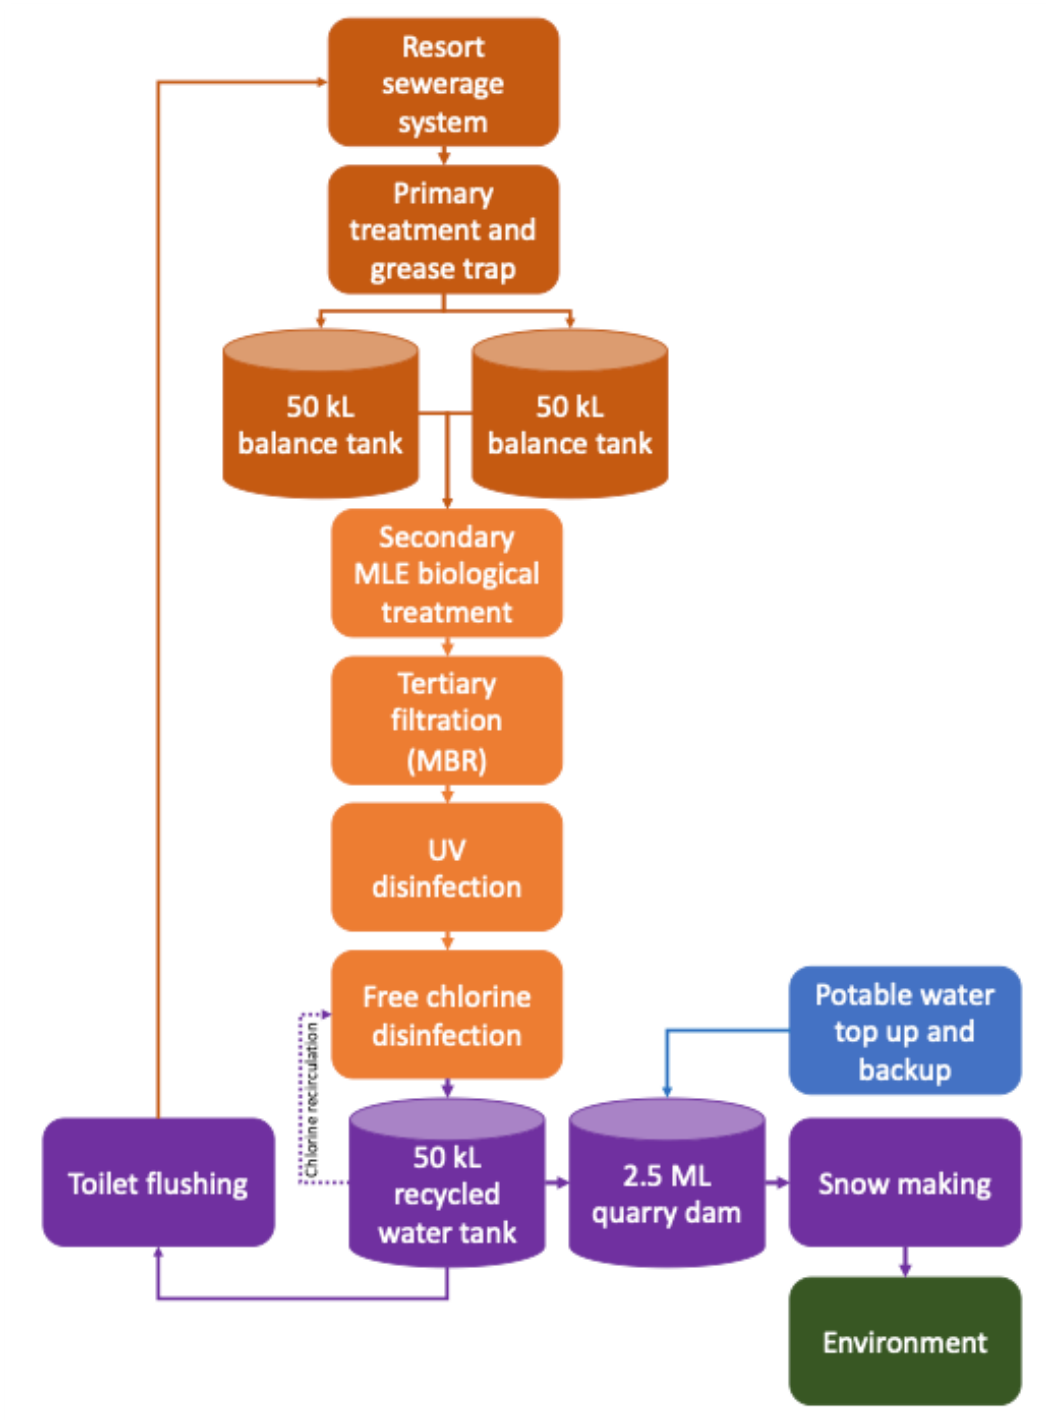 Resort
sewerage
system
Primary
treatment and
grease trap
50 kL
balance tank
50 kL
balance tank
Secondary
MLE biological
treatment
Tertiary
filtration
(MBR)
UV
disinfection
Free chlorine
disinfection
Chlorine recirculation
Potable water
top up and
backup
Toilet flushing
50 kL
recycled
water tank
2.5 ML
quarry dam
Snow making
Environment